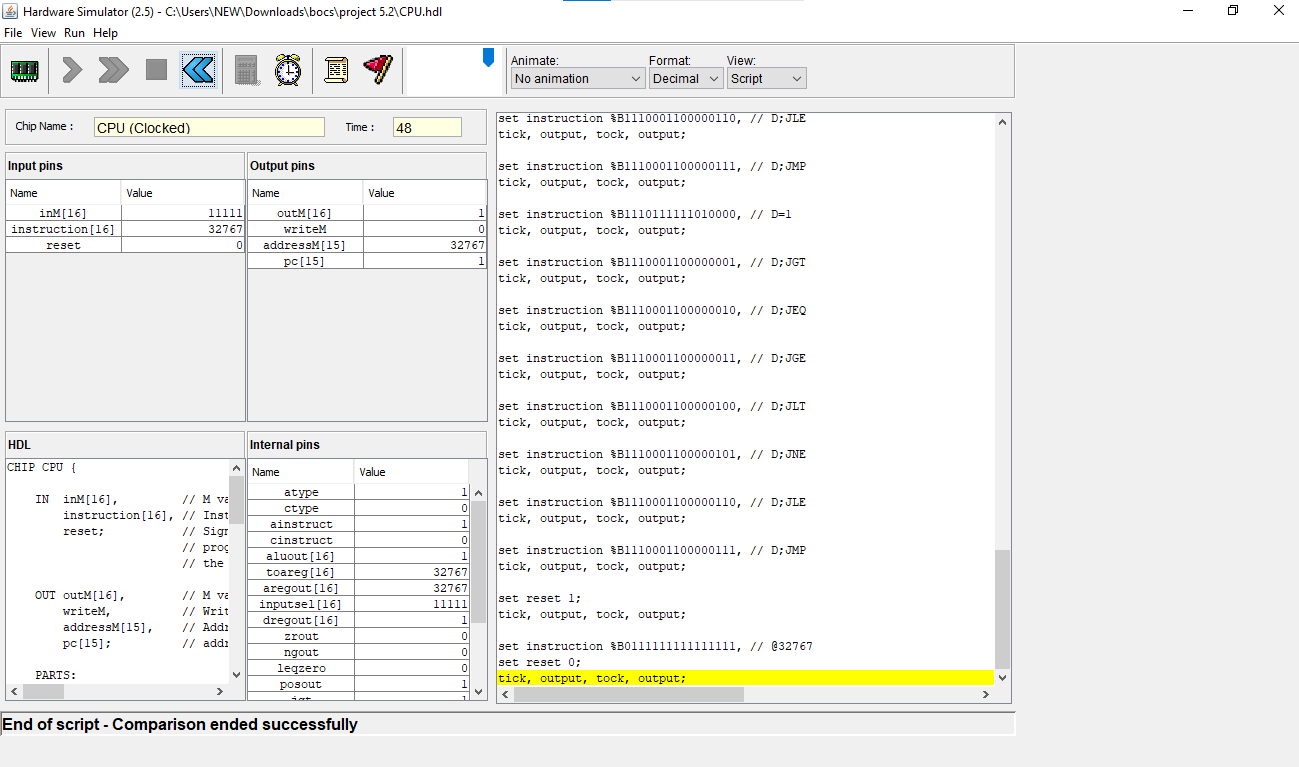 Hardware Simulator (2.5) - C:\Users\NEW\Downloads\bocs\project 5.2\CPU.hdl
File View Run Help
Animate: Format: View:
No animation Decimal Script
Chip Name : CPU (Clocked) Time : 48
Input pins
Name Value
inM[16] 11111
instruction[16] 32767
reset 0
Output pins
Name Value
outM[16] 1
writeM 0
addressM[15] 32767
pc[15] 1
HDL
CHIP CPU {
IN inM[16], // M va
instruction[16], // Inst
reset; // Sign
// prog
// the
OUT outM[16], // M va
writeM, // Writ
addressM[15], // Addr
pc[15]; // addr
PARTS:
Internal pins
Name Value
atype 1
ctype 0
ainstruct 1
cinstruct 0
aluout[16] 1
toareg[16] 32767
aregout[16] 32767
inputsel[16] 11111
dregout[16] 1
zrout 0
ngout 0
leqzero 0
posout 1
set instruction %B1110001100000110, // D;JLE
tick, output, tock, output;
set instruction %B1110001100000111, // D;JMP
tick, output, tock, output;
set instruction %B1110111111010000, // D=1
tick, output, tock, output;
set instruction %B1110001100000001, // D;JGT
tick, output, tock, output;
set instruction %B1110001100000010, // D;JEQ
tick, output, tock, output;
set instruction %B1110001100000011, // D;JGE
tick, output, tock, output;
set instruction %B1110001100000100, // D;JLT
tick, output, tock, output;
set instruction %B1110001100000101, // D;JNE
tick, output, tock, output;
set instruction %B1110001100000110, // D;JLE
tick, output, tock, output;
set instruction %B1110001100000111, // D;JMP
tick, output, tock, output;
set reset 1;
tick, output, tock, output;
set instruction %B0111111111111111, // @32767
set reset 0;
tick, output, tock, output;
End of script - Comparison ended successfully